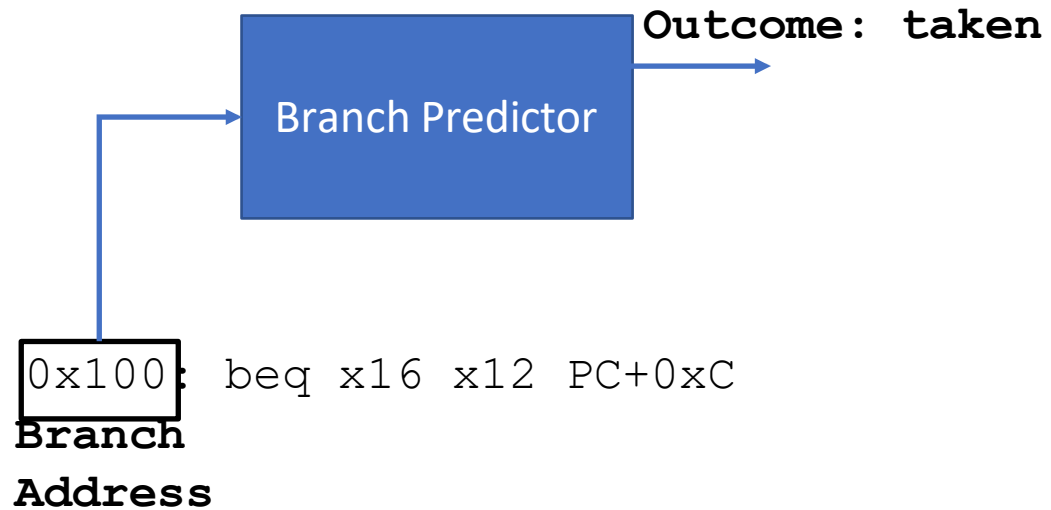 Outcome: taken
Branch Predictor
0x100: beq x16 x12 PC+0xC
Branch
Address